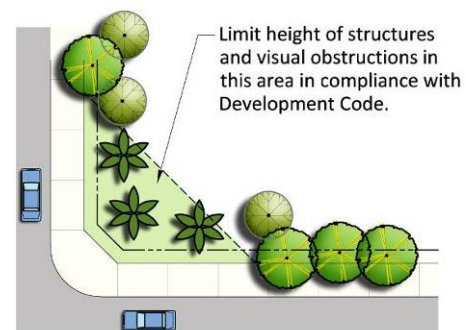 Limit height of structures
and visual obstructions in
this area in compliance with
Development Code.